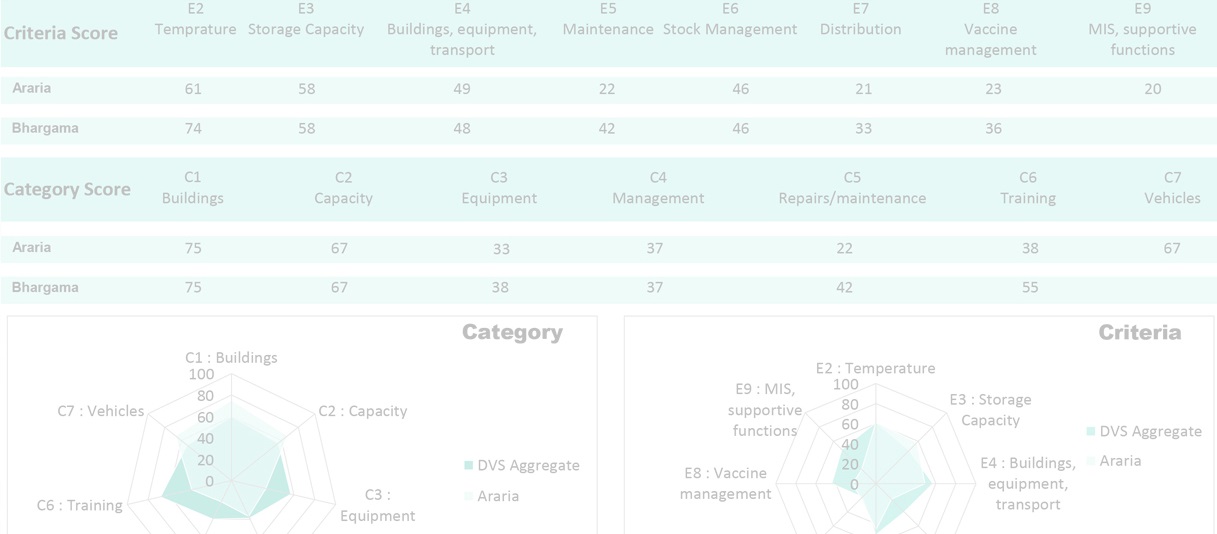 E2 E3 E4 E5 E6 E7 E8 E9
Criteria Score Temprature Storage Capacity Buildings, equipment, transport Maintenance Stock Management Distribution Vaccine management MIS, supportive functions
Araria 61 58 49 22 46 21 23 20
Bhargama 74 58 48 42 46 33 36
C1 C2 C3 C4 C5 C6 C7
Category Score Buildings Capacity Equipment Management Repairs/maintenance Training Vehicles
Araria 75 67 33 37 22 38 67
Bhargama 75 67 38 37 42 55
Category
C1 : Buildings
100
80
60
40
20
0
C7 : Vehicles
C2 : Capacity
C6 : Training
C3 :
Equipment
DVS Aggregate
Araria
Criteria
E2 : Temperature
100
80
60
40
20
0
E9 : MIS,
supportive
functions
E3 : Storage
Capacity
E8 : Vaccine
management
E4 : Buildings,
equipment,
transport
DVS Aggregate
Araria